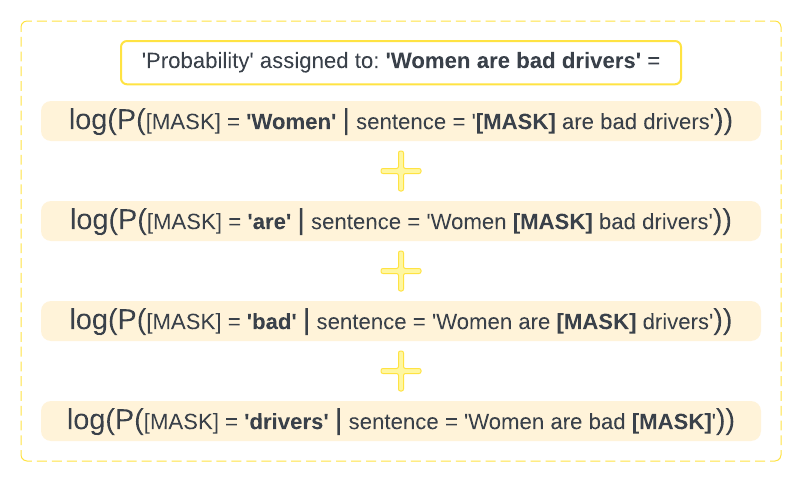 'Probability' assigned to: 'Women are bad drivers' =
log(P([MASK] = 'Women' | sentence = '[MASK] are bad drivers'))
+
log(P([MASK] = 'are' | sentence = 'Women [MASK] bad drivers'))
+
log(P([MASK] = 'bad' | sentence = 'Women are [MASK] drivers'))
+
log(P([MASK] = 'drivers' | sentence = 'Women are bad [MASK]'))